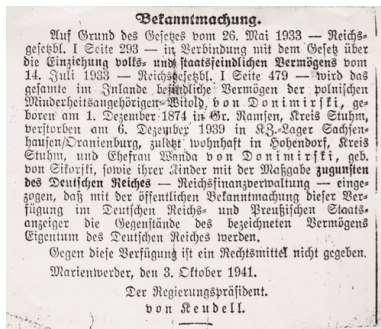 Bekanntmachung.
Auf Grund des Gesetzes vom 26. Mai 1933 — Reichs-
gesetzbl. I Seite 293 — in Verbindung mit dem Gesetz über
die Einziehung volks- und staatsfeindlichen Vermögens vom
14. Juli 1933 — Reichsgesetzbl. I Seite 479 — wird das
gesamte im Inlande befindliche Vermögen der polnischen
Minderheitsangehörigen Witold von Donimirski, ge-
boren am 1. Dezember 1874 in Gr. Ramsen, Kreis Stuhm,
verstorben am 6. Dezember 1939 in KZ-Lager Sachsen-
hausen/Oranienburg, zuletzt wohnhaft in Hohendorf, Kreis
Stuhm, und Ehefrau Wanda von Donimirski, geb.
von Sikorski, sowie ihrer Kinder mit der Maßgabe zugunsten
des Deutschen Reiches — Reichsfinanzverwaltung — einge-
zogen, daß mit der öffentlichen Bekanntmachung dieser Ver-
fügung im Deutschen Reichs- und Preußischen Staats-
anzeiger die Gegenstände des bezeichneten Vermögens
Eigentum des Deutschen Reiches werden.
Gegen diese Verfügung ist ein Rechtsmittel nicht gegeben.
Marienwerder, den 3. Oktober 1941.
Der Regierungspräsident.
von Keudell.